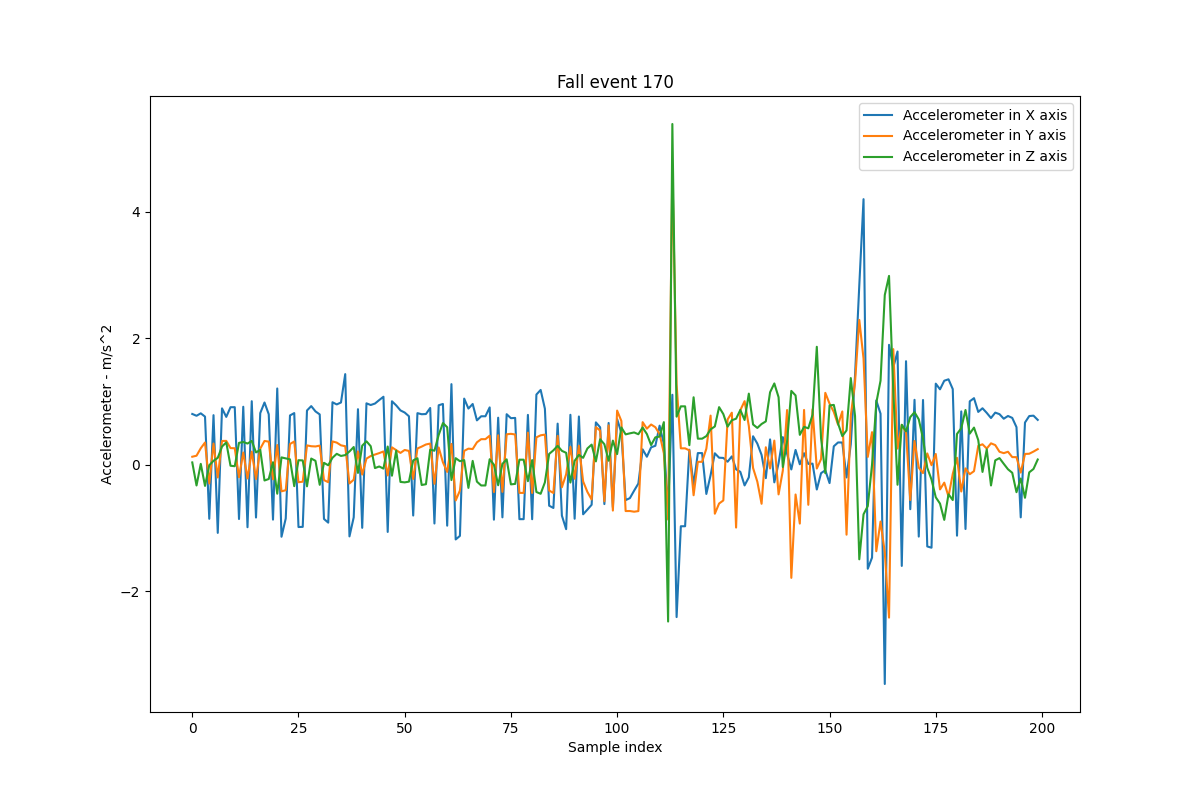 Fall event 170
Accelerometer in X axis
Accelerometer in Y axis
Accelerometer in Z axis
Accelerometer - m/s^2
4
2
0
−2
0 25 50 75 100 125 150 175 200
Sample index